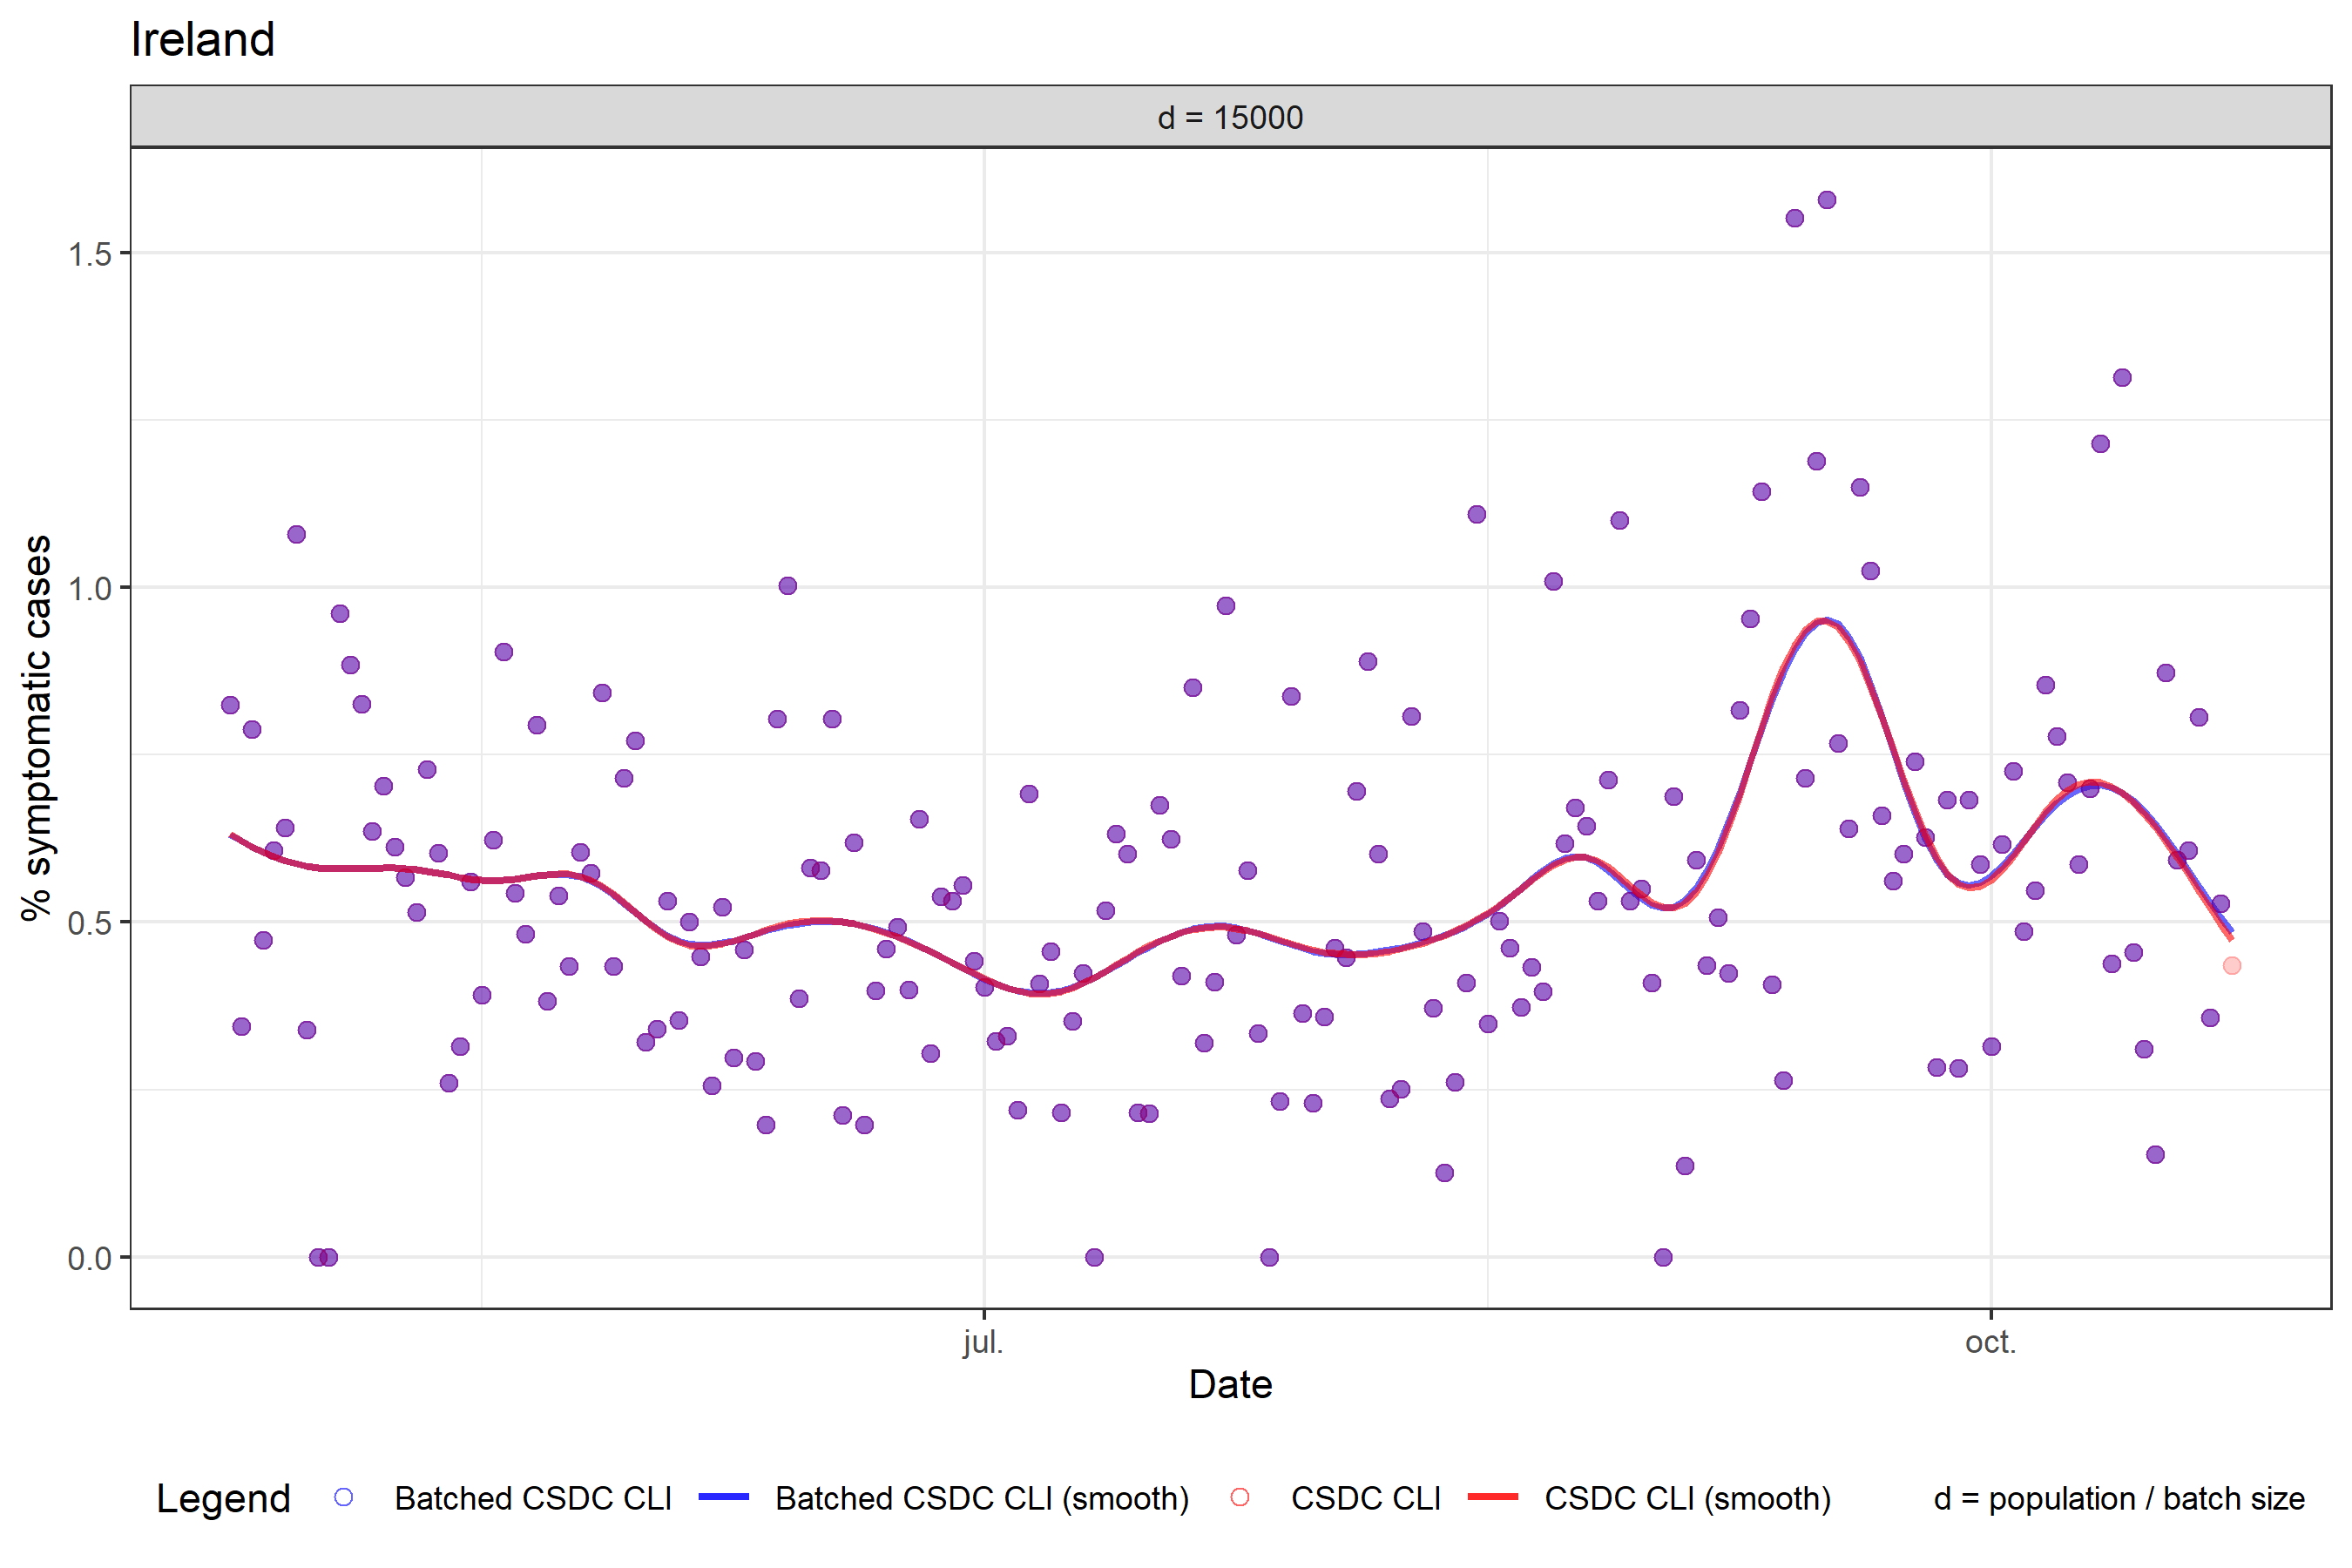 Ireland
d = 15000
% symptomatic cases
1.5
1.0
0.5
0.0
jul.
oct.
Date
Legend
Batched CSDC CLI
Batched CSDC CLI (smooth)
CSDC CLI
CSDC CLI (smooth)
d = population / batch size